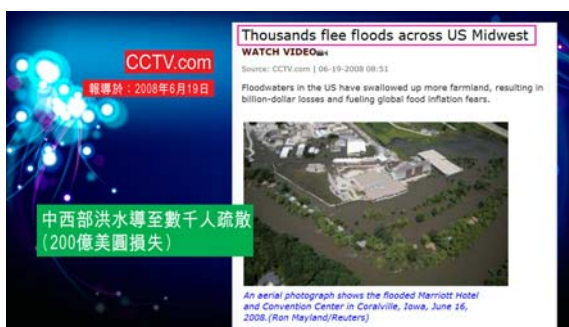 CCTV.com
報導於：2008年6月19日
中西部洪水導至數千人疏散
(200億美圓損失)
Thousands flee floods across US Midwest
WATCH VIDEO
Source: CCTV.com | 06-19-2008 08:51
Floodwaters in the US have swallowed up more farmland, resulting in
billion-dollar losses and fueling global food inflation fears.
An aerial photograph shows the flooded Marriott Hotel
and Convention Center in Coralville, Iowa, June 16,
2008.(Ron Mayland/Reuters)